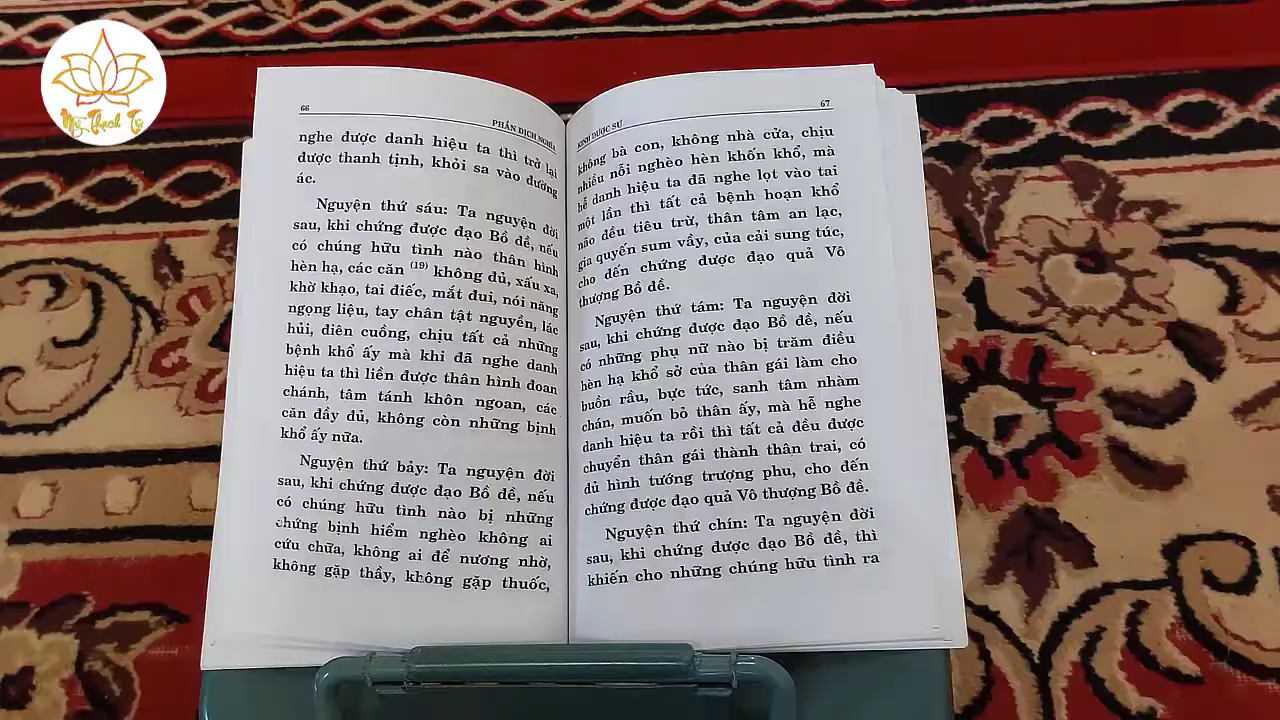 Mỹ Thạch Tự
66
PHẦN DỊCH NGHĨA
nghe được danh hiệu ta thì trở lại
được thanh tịnh, khỏi sa vào đường
ác.
Nguyện thứ sáu: Ta nguyện đời
sau, khi chứng được đạo Bồ đề, nếu
có chúng hữu tình nào thân hình
hèn hạ, các căn (19) không đủ, xấu xa,
khờ khạo, tai điếc, mắt đui, nói năng
ngọng liệu, tay chân tật nguyền, lác
hủi, điên cuồng, chịu tất cả những
bệnh khổ ấy mà khi đã nghe danh
hiệu ta thì liền được thân hình đoan
chánh, tâm tánh khôn ngoan, các
căn đầy đủ, không còn những bịnh
khổ ấy nữa.
Nguyện thứ bảy: Ta nguyện đời
sau, khi chứng được đạo Bồ đề, nếu
có chúng hữu tình nào bị những
chứng bịnh hiểm nghèo không ai
cứu chữa, không ai để nương nhờ,
không gặp thầy, không gặp thuốc,
67
KINH DƯỢC SƯ
không bà con, không nhà cửa, chịu
nhiều nỗi nghèo hèn khốn khổ, mà
hễ danh hiệu ta đã nghe lọt vào tai
một lần thì tất cả bệnh hoạn khổ
não đều tiêu trừ, thân tâm an lạc,
gia quyến sum vầy, của cải sung túc,
cho đến chứng được đạo quả Vô
thượng Bồ đề.
Nguyện thứ tám: Ta nguyện đời
sau, khi chứng được đạo Bồ đề, nếu
có những phụ nữ nào bị trăm điều
hèn hạ khổ sở của thân gái làm cho
buồn rầu, bực tức, sanh tâm nhàm
chán, muốn bỏ thân ấy, mà hễ nghe
danh hiệu ta rồi thì tất cả đều được
chuyển thân gái thành thân trai, có
đủ hình tướng trượng phu, cho đến
chứng được đạo quả Vô thượng Bồ đề.
Nguyện thứ chín: Ta nguyện đời
sau, khi chứng được đạo Bồ đề, thì
khiến cho những chúng hữu tình ra